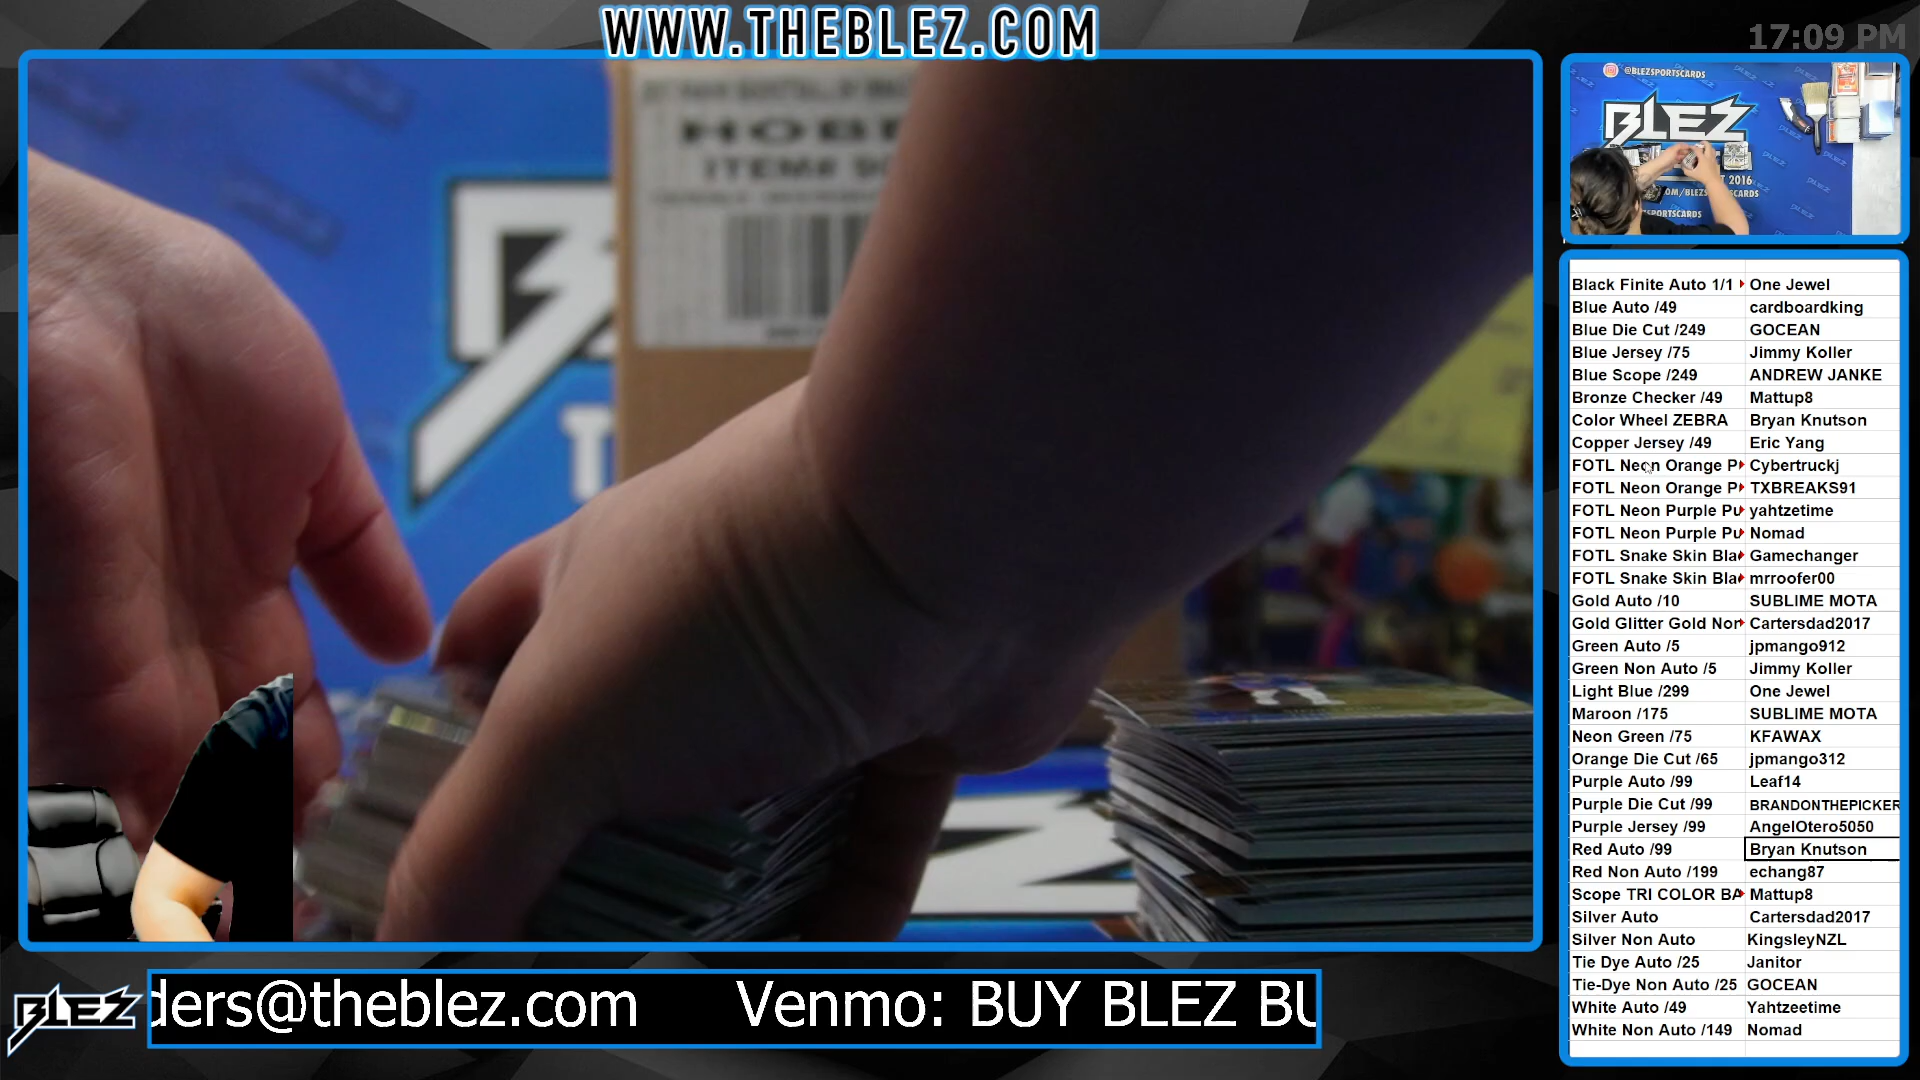 WWW.THEBLEZ.COM
17:09 PM
@BLEZSPORTSCARDS
BLEZ
2016
HOBB
ITEM#
Black Finite Auto 1/1 One Jewel
Blue Auto /49 cardboardking
Blue Die Cut /249 GOCEAN
Blue Jersey /75 Jimmy Koller
Blue Scope /249 ANDREW JANKE
Bronze Checker /49 Mattup8
Color Wheel ZEBRA Bryan Knutson
Copper Jersey /49 Eric Yang
FOTL Neon Orange P Cybertruckj
FOTL Neon Orange P TXBREAKS91
FOTL Neon Purple Pu yahtzetime
FOTL Neon Purple Pu Nomad
FOTL Snake Skin Bla Gamechanger
FOTL Snake Skin Bla mrroofer00
Gold Auto /10 SUBLIME MOTA
Gold Glitter Gold Non Cartersdad2017
Green Auto /5 jpmango912
Green Non Auto /5 Jimmy Koller
Light Blue /299 One Jewel
Maroon /175 SUBLIME MOTA
Neon Green /75 KFAWAX
Orange Die Cut /65 jpmango312
Purple Auto /99 Leaf14
Purple Die Cut /99 BRANDONTHEPICKER
Purple Jersey /99 AngelOtero5050
Red Auto /99 Bryan Knutson
Red Non Auto /199 echang87
Scope TRI COLOR BA Mattup8
Silver Auto Cartersdad2017
Silver Non Auto KingsleyNZL
Tie Dye Auto /25 Janitor
Tie-Dye Non Auto /25 GOCEAN
White Auto /49 Yahtzeetime
White Non Auto /149 Nomad
BLEZ
ders@theblez.com Venmo: BUY BLEZ BU